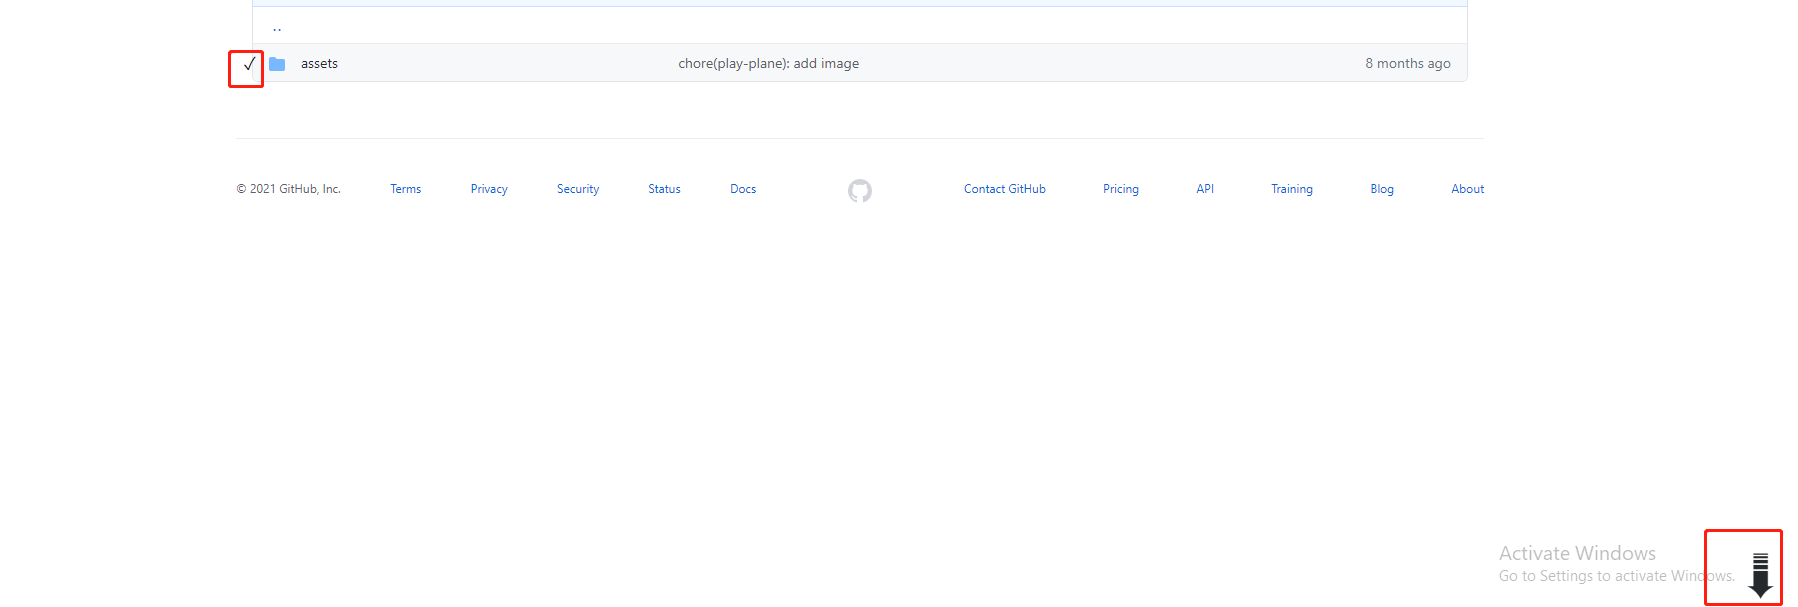 ..
✓ assets chore(play-plane): add image 8 months ago
© 2021 GitHub, Inc. Terms Privacy Security Status Docs Contact GitHub Pricing API Training Blog About
Activate Windows
Go to Settings to activate Windows.